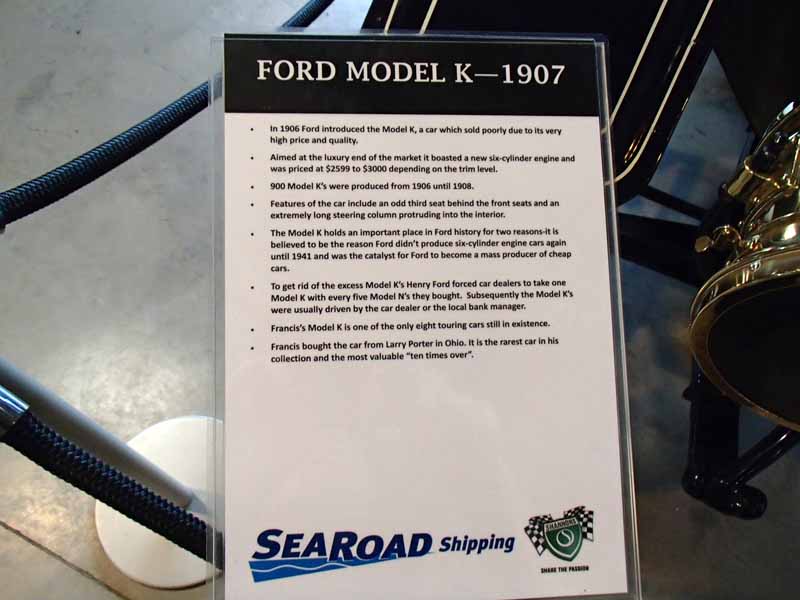 FORD MODEL K—1907
• In 1906 Ford introduced the Model K, a car which sold poorly due to its very
high price and quality.
• Aimed at the luxury end of the market it boasted a new six-cylinder engine and
was priced at $2599 to $3000 depending on the trim level.
• 900 Model K's were produced from 1906 until 1908.
• Features of the car include an odd third seat behind the front seats and an
extremely long steering column protruding into the interior.
• The Model K holds an important place in Ford history for two reasons-it is
believed to be the reason Ford didn't produce six-cylinder engine cars again
until 1941 and was the catalyst for Ford to become a mass producer of cheap
cars.
• To get rid of the excess Model K's Henry Ford forced car dealers to take one
Model K with every five Model N's they bought. Subsequently the Model K's
were usually driven by the car dealer or the local bank manager.
• Francis's Model K is one of the only eight touring cars still in existence.
• Francis bought the car from Larry Porter in Ohio. It is the rarest car in his
collection and the most valuable "ten times over".
SEAROAD Shipping
SHANNONS
S
SHARE THE PASSION